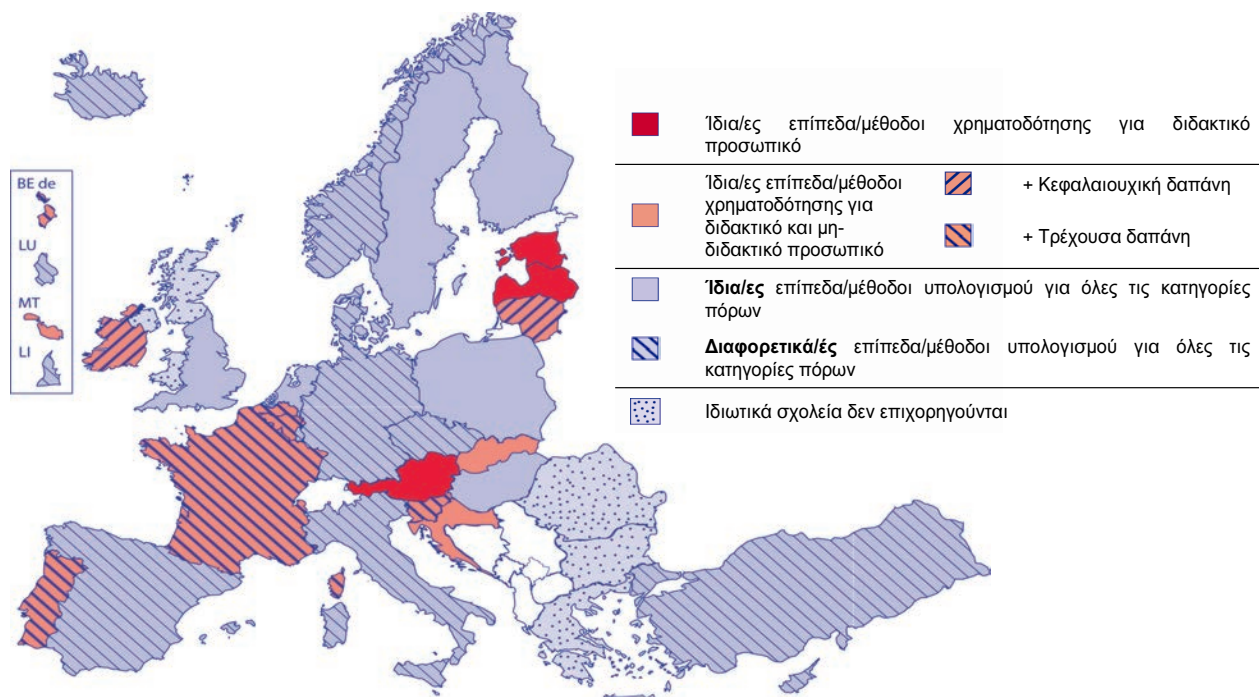 BE de
LU
MT
LI
Ίδια/ες επίπεδα/μέθοδοι χρηματοδότησης για διδακτικό
προσωπικό
Ίδια/ες επίπεδα/μέθοδοι
χρηματοδότησης για
διδακτικό και μη-
διδακτικό προσωπικό
+ Κεφαλαιουχική δαπάνη
+ Τρέχουσα δαπάνη
Ίδια/ες επίπεδα/μέθοδοι υπολογισμού για όλες τις κατηγορίες
πόρων
Διαφορετικά/ές επίπεδα/μέθοδοι υπολογισμού για όλες τις
κατηγορίες πόρων
Ιδιωτικά σχολεία δεν επιχορηγούνται